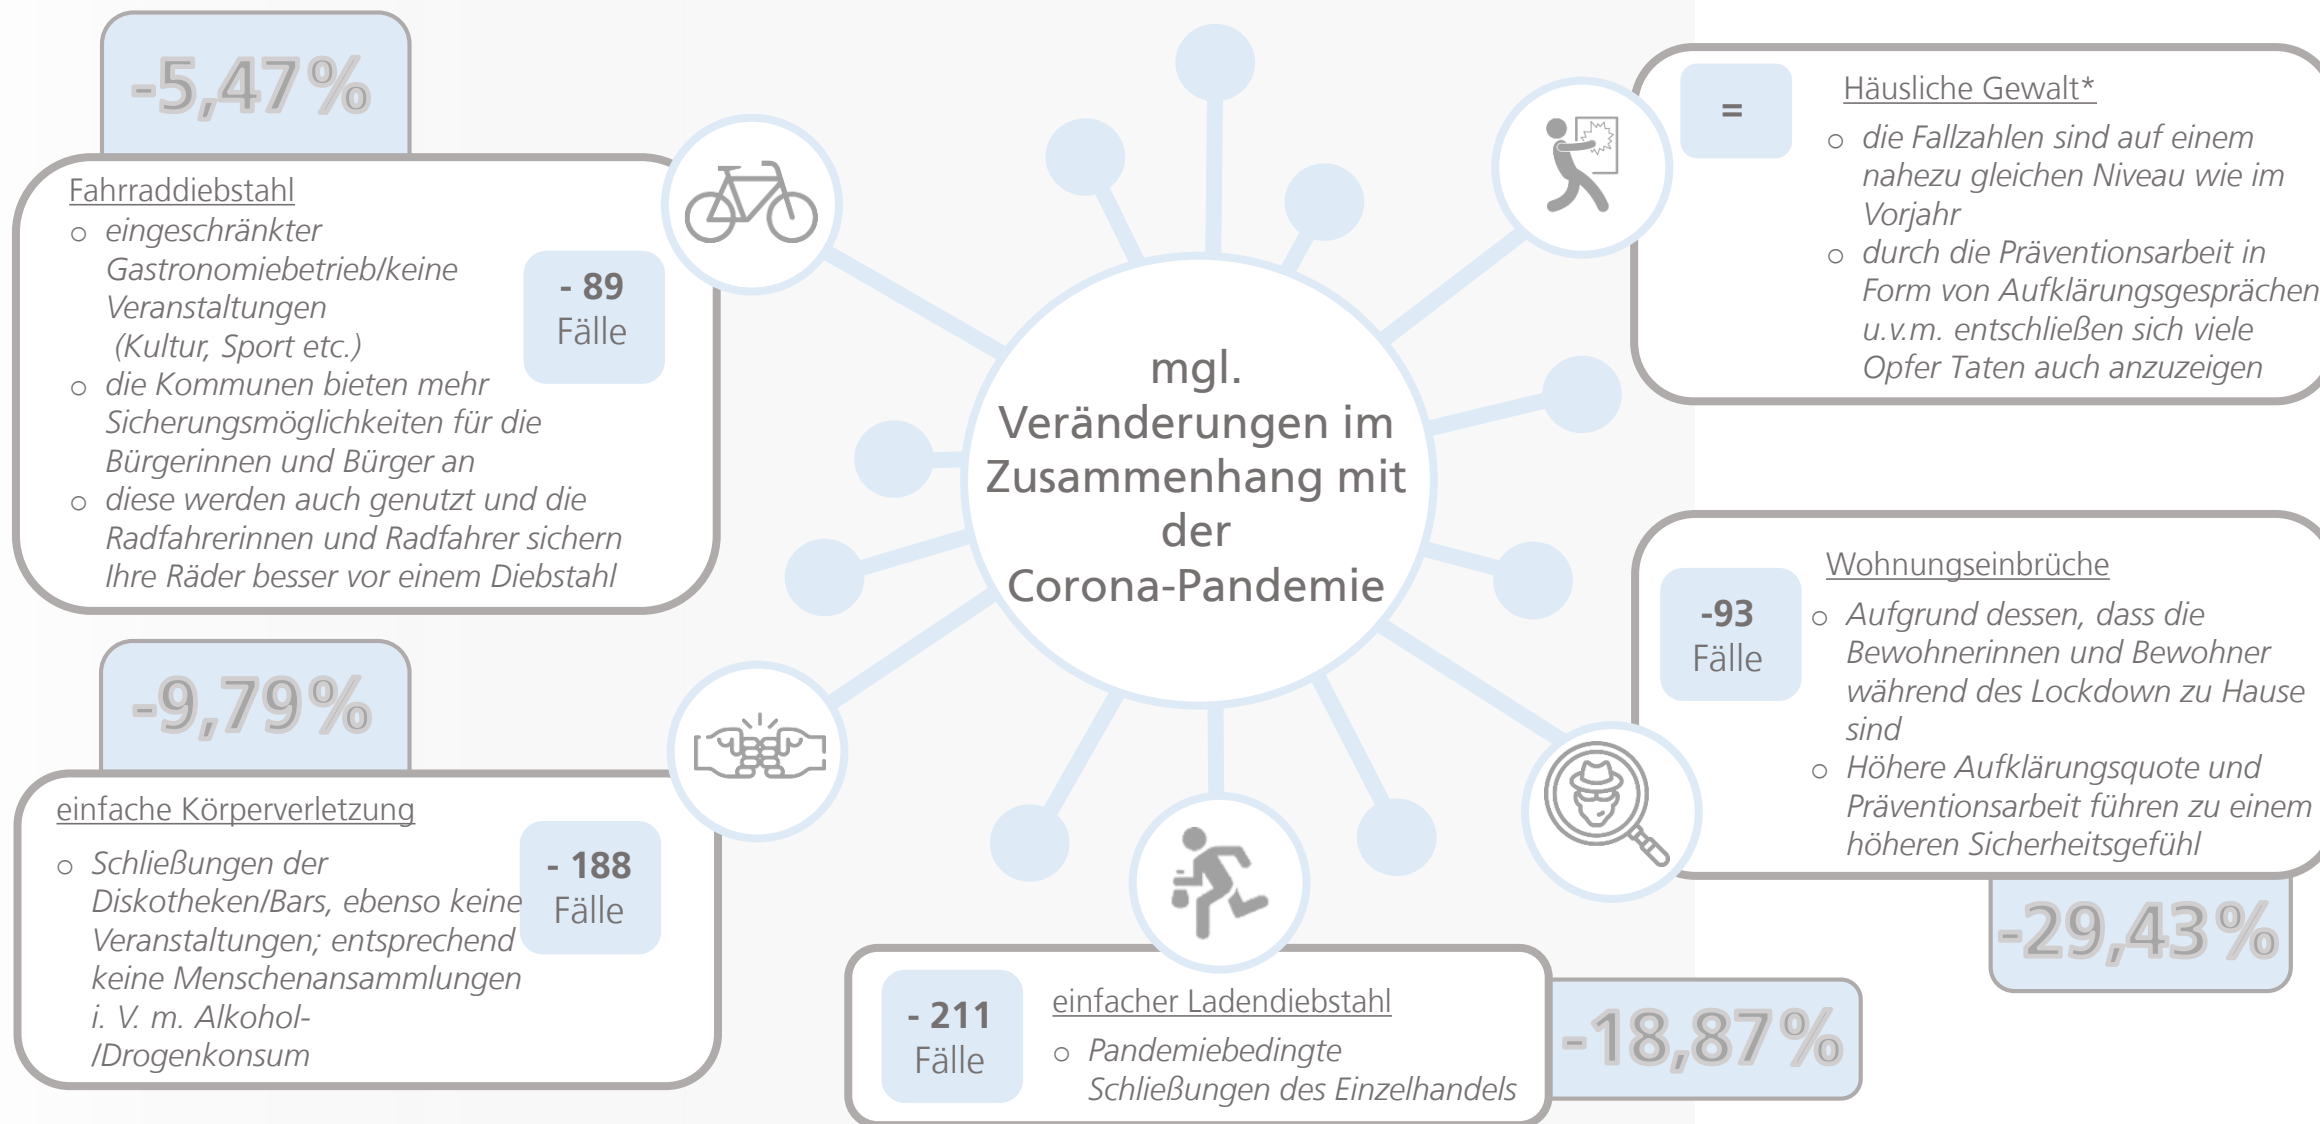 -5,47%
Fahrraddiebstahl
o eingeschränkter
Gastronomiebetrieb/keine
Veranstaltungen
(Kultur, Sport etc.)
o die Kommunen bieten mehr
Sicherungsmöglichkeiten für die
Bürgerinnen und Bürger an
o diese werden auch genutzt und die
Radfahrerinnen und Radfahrer sichern
Ihre Räder besser vor einem Diebstahl
- 89
Fälle
-9,79%
einfache Körperverletzung
o Schließungen der
Diskotheken/Bars, ebenso keine
Veranstaltungen; entsprechend
keine Menschenansammlungen
i. V. m. Alkohol-
/Drogenkonsum
- 188
Fälle
mgl.
Veränderungen im
Zusammenhang mit
der
Corona-Pandemie
- 211
Fälle
einfacher Ladendiebstahl
o Pandemiebedingte
Schließungen des Einzelhandels
-18,87%
=
Häusliche Gewalt*
o die Fallzahlen sind auf einem
nahezu gleichen Niveau wie im
Vorjahr
o durch die Präventionsarbeit in
Form von Aufklärungsgesprächen
u.v.m. entschließen sich viele
Opfer Taten auch anzuzeigen
-93
Fälle
Wohnungseinbrüche
o Aufgrund dessen, dass die
Bewohnerinnen und Bewohner
während des Lockdown zu Hause
sind
o Höhere Aufklärungsquote und
Präventionsarbeit führen zu einem
höheren Sicherheitsgefühl
-29,43%